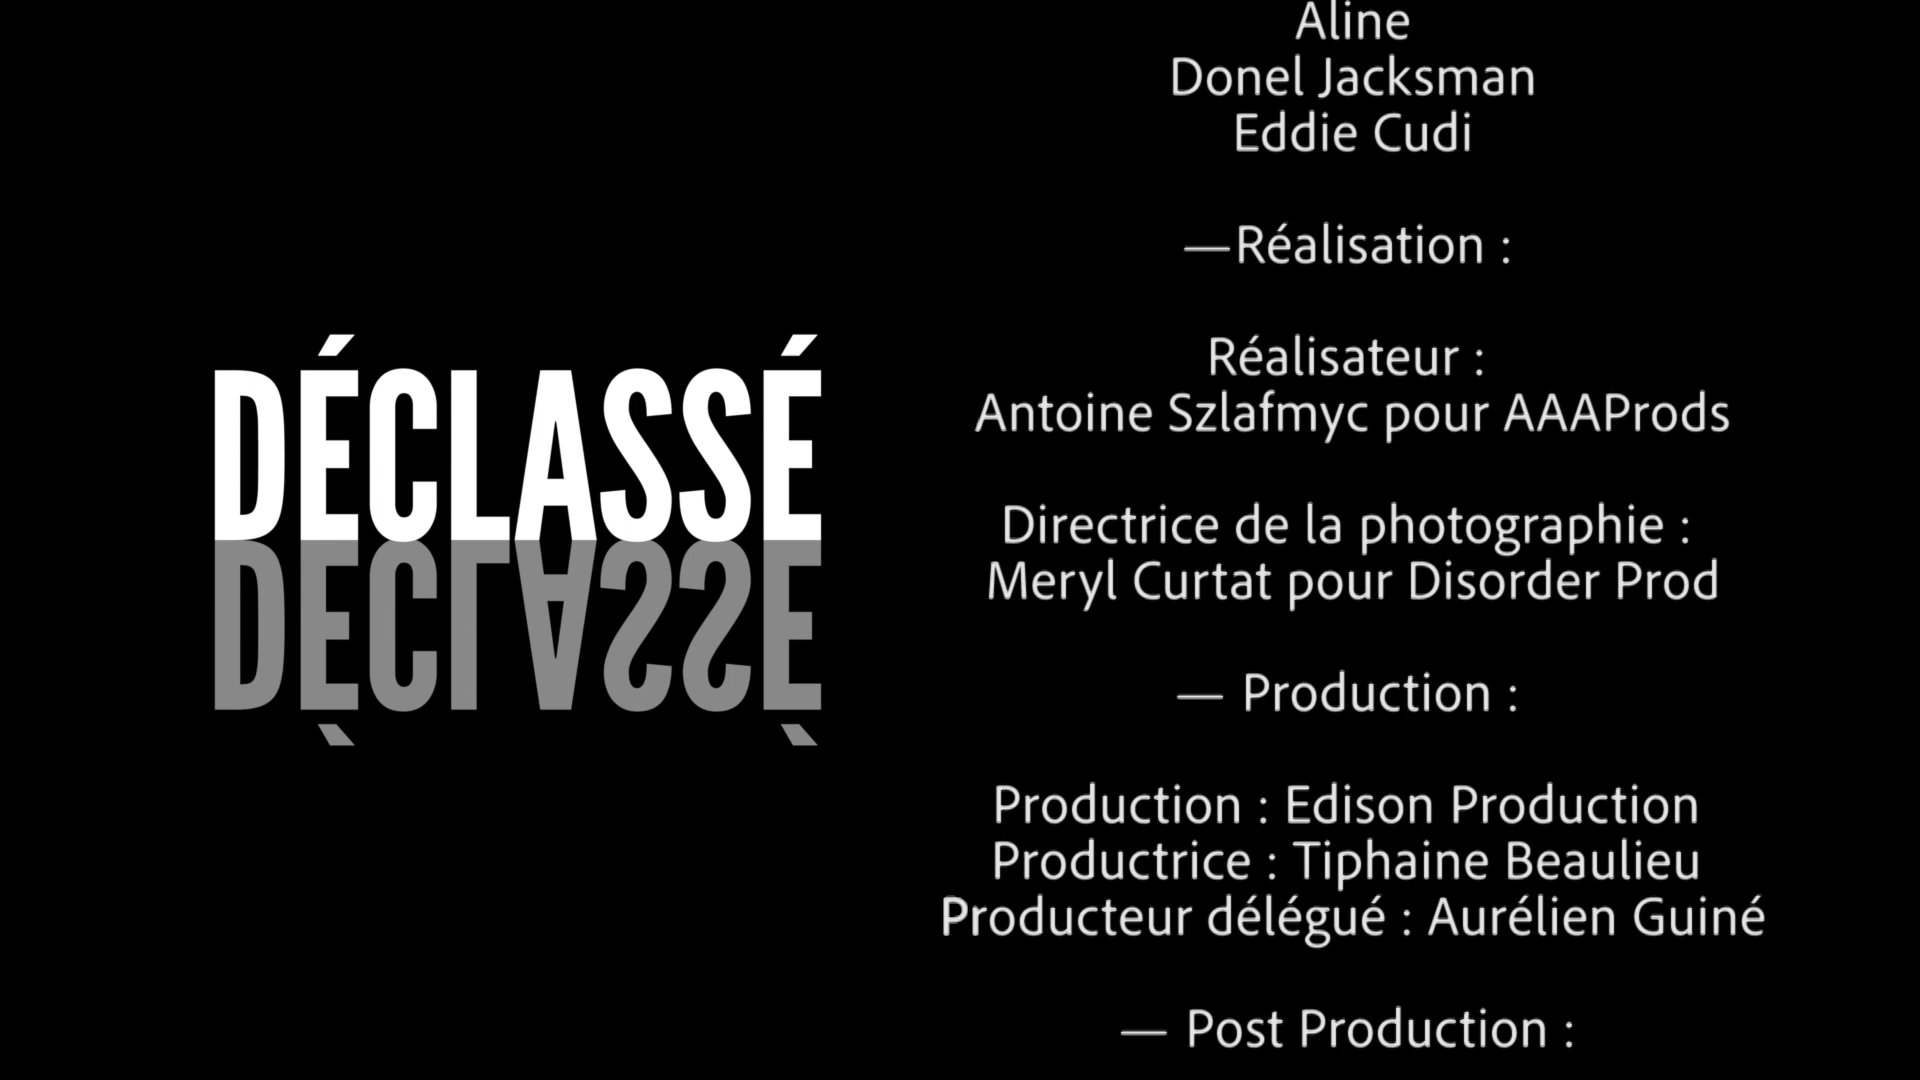 DÉCLASSÉ
Aline
Donel Jacksman
Eddie Cudi
—Réalisation :
Réalisateur :
Antoine Szlafmyc pour AAAProds
Directrice de la photographie :
Meryl Curtat pour Disorder Prod
— Production :
Production : Edison Production
Productrice : Tiphaine Beaulieu
Producteur délégué : Aurélien Guiné
— Post Production :